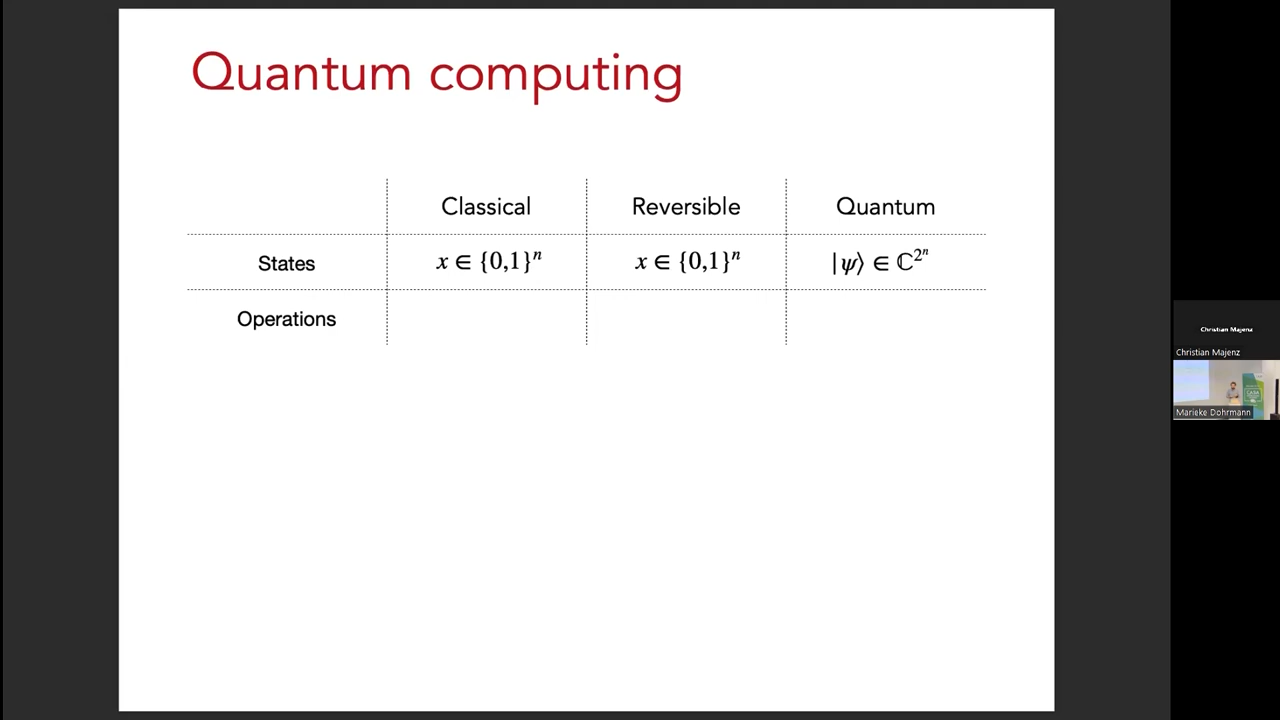 Quantum computing
Classical Reversible Quantum
States x ∈ {0,1}ⁿ x ∈ {0,1}ⁿ |ψ⟩ ∈ ℂ^{2ⁿ}
Operations
Christian Majenz
Christian Majenz
Marieke Dohrmann